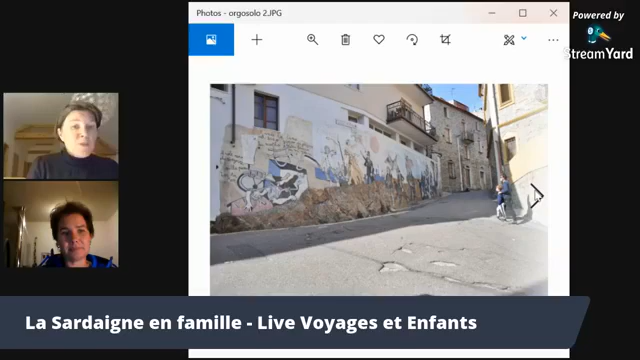 Photos - orgosolo 2.JPG
Powered by
StreamYard
La Sardaigne en famille - Live Voyages et Enfants